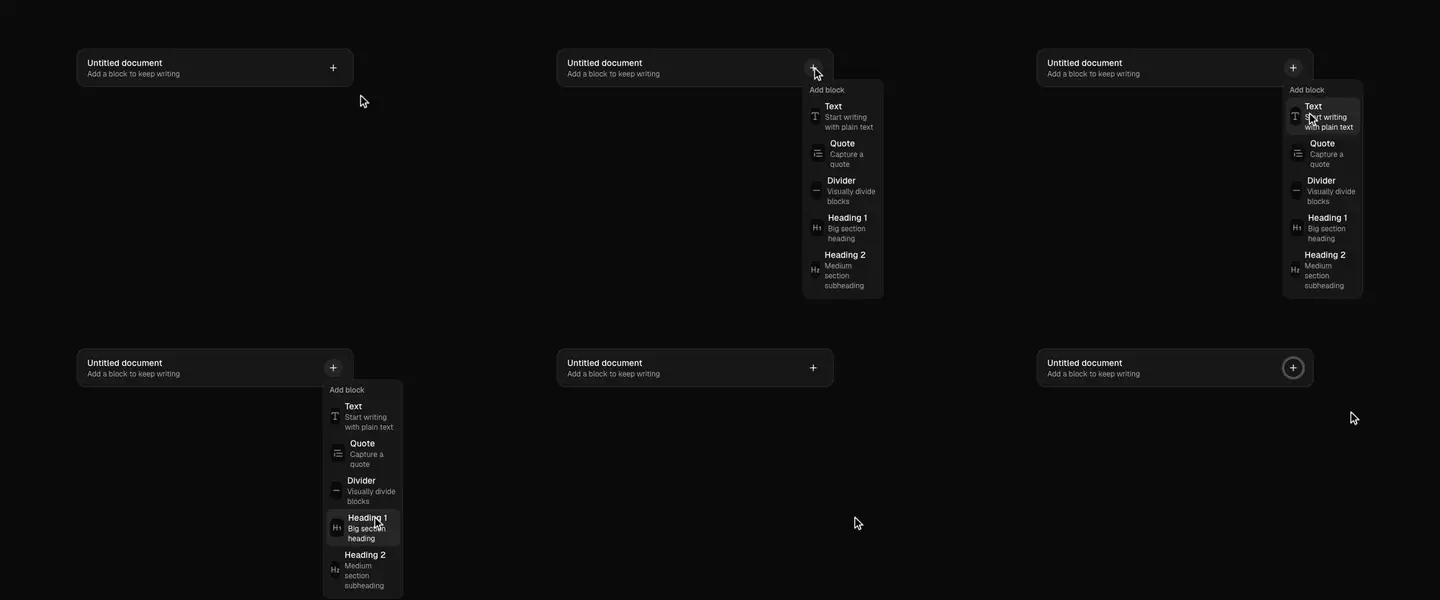 Untitled document
Add a block to keep writing
Untitled document
Add a block to keep writing
Add block
Text
Start writing
with plain text
Quote
Capture a
quote
Divider
Visually divide
blocks
H1
Heading 1
Big section
heading
H2
Heading 2
Medium
section
subheading
Untitled document
Add a block to keep writing
Add block
Text
Start writing
with plain text
Quote
Capture a
quote
Divider
Visually divide
blocks
H1
Heading 1
Big section
heading
H2
Heading 2
Medium
section
subheading
Untitled document
Add a block to keep writing
Add block
Text
Start writing
with plain text
Quote
Capture a
quote
Divider
Visually divide
blocks
H1
Heading 1
Big section
heading
H2
Heading 2
Medium
section
subheading
Untitled document
Add a block to keep writing
Untitled document
Add a block to keep writing